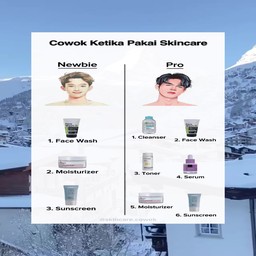 Cowok Ketika Pakai Skincare
Newbie
1. Face Wash
2. Moisturizer
3. Sunscreen
Pro
1. Cleanser
2. Face Wash
3. Toner
4. Serum
5. Moisturizer
6. Sunscreen